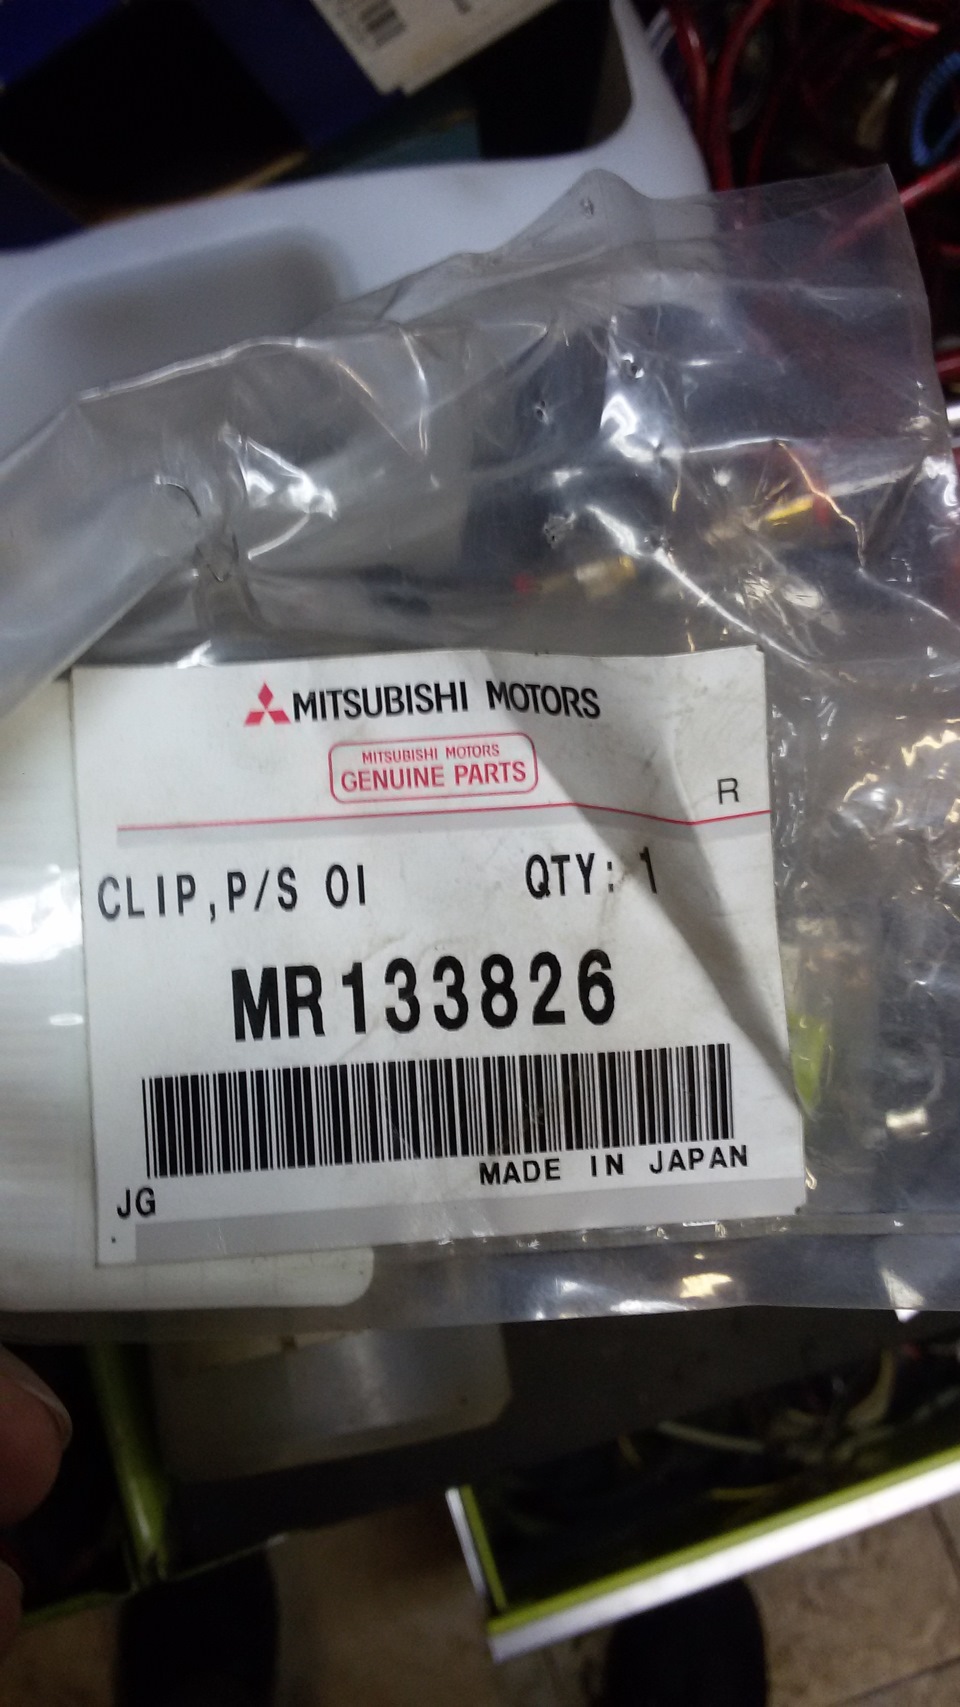 MITSUBISHI MOTORS
MITSUBISHI MOTORS
GENUINE PARTS
R
CLIP,P/S OI QTY: 1
MR133826
MADE IN JAPAN
JG